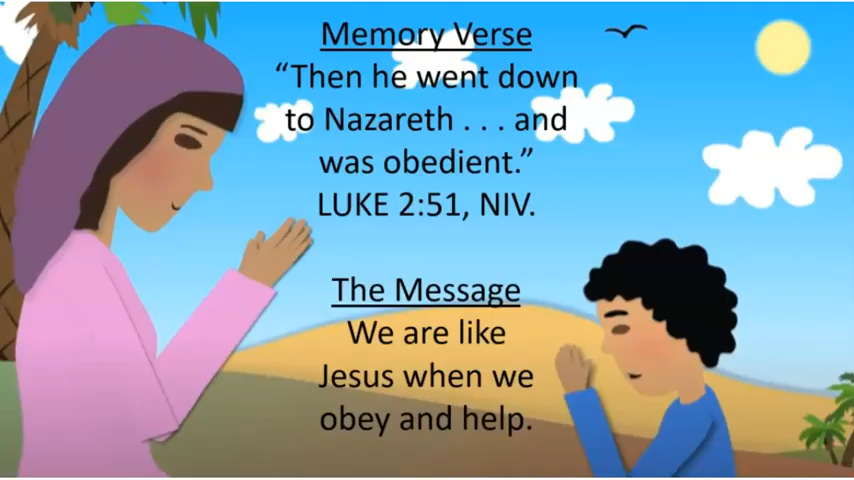 Memory Verse
“Then he went down
to Nazareth . . . and
was obedient.”
LUKE 2:51, NIV.
The Message
We are like
Jesus when we
obey and help.